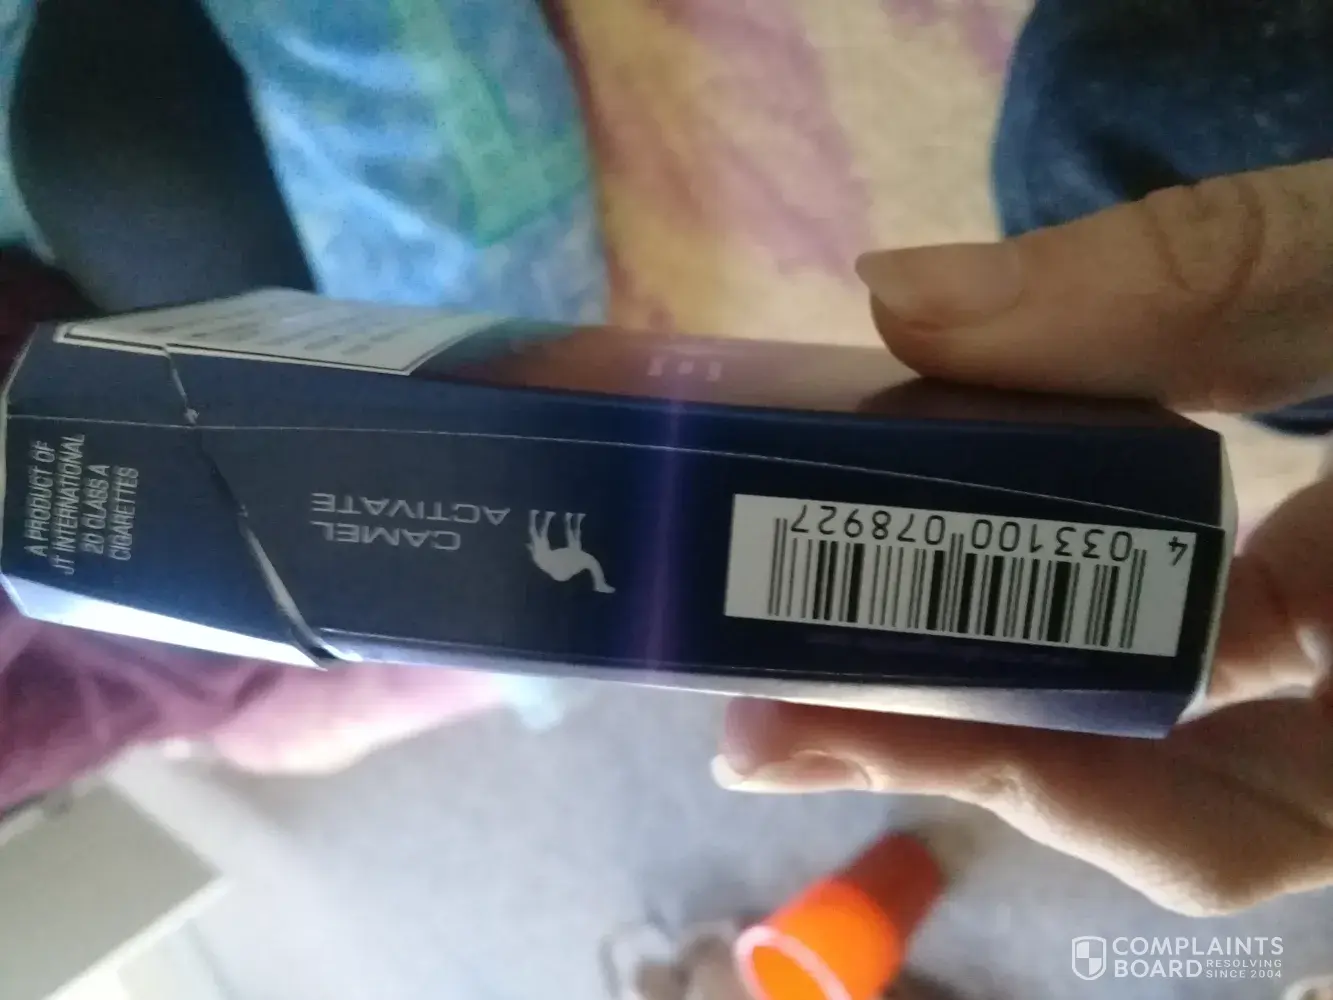 A PRODUCT OF
JT INTERNATIONAL
20 CLASS A
CIGARETTES
CAMEL
ACTIVATE
4 033100 078927
COMPLAINTS
BOARD RESOLVING
SINCE 2004